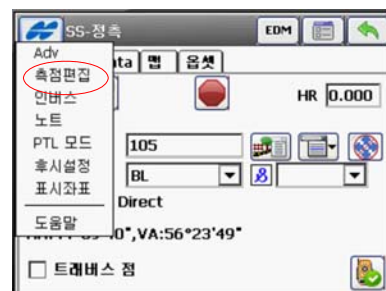 SS-정측 EDM
Adv
측점편집
인버스
노트
PTL 모드
후시설정
표시좌표
도움말
ata 맵 옵셋
HR 0.000
105
BL
Direct
VA:56°23'49"
트래버스 점